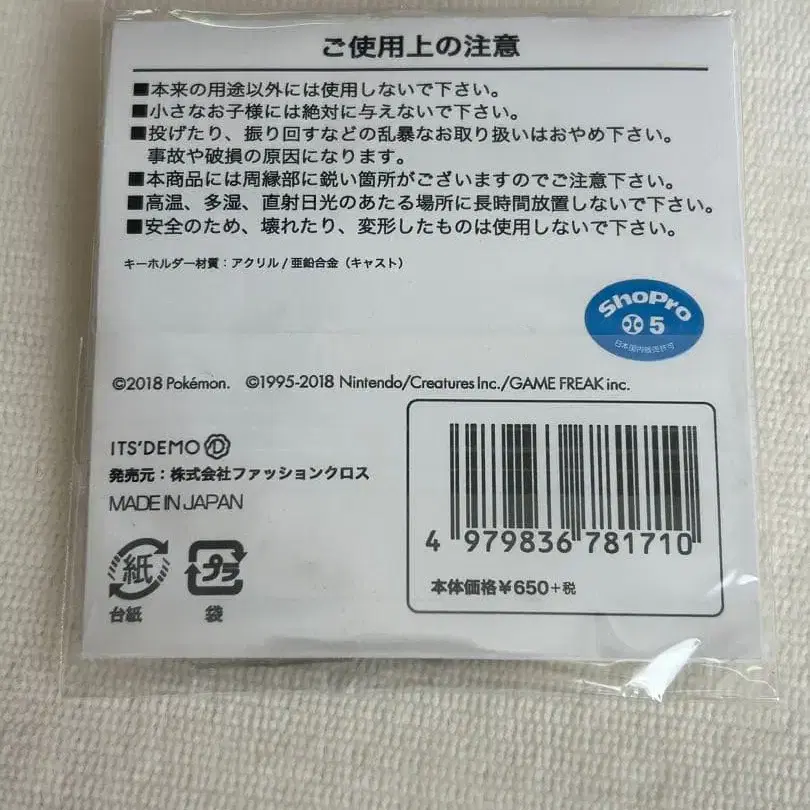 ご使用上の注意
■本来の用途以外には使用しないで下さい。
■小さなお子様には絶対に与えないで下さい。
■投げたり、振り回すなどの乱暴なお取り扱いはおやめ下さい。
事故や破損の原因になります。
■本商品には周縁部に鋭い箇所がございますのでご注意下さい。
■高温、多湿、直射日光のあたる場所に長時間放置しないで下さい。
■安全のため、壊れたり、変形したものは使用しないで下さい。
キーホルダー材質：アクリル/亜鉛合金（キャスト）
ShoPro
5
日本国内販売許可
©2018 Pokémon. ©1995-2018 Nintendo/Creatures Inc./GAME FREAK inc.
ITS'DEMO
発売元：株式会社ファッションクロス
MADE IN JAPAN
紙
台紙
プラ
袋
4 979836 781710
本体価格¥650+税